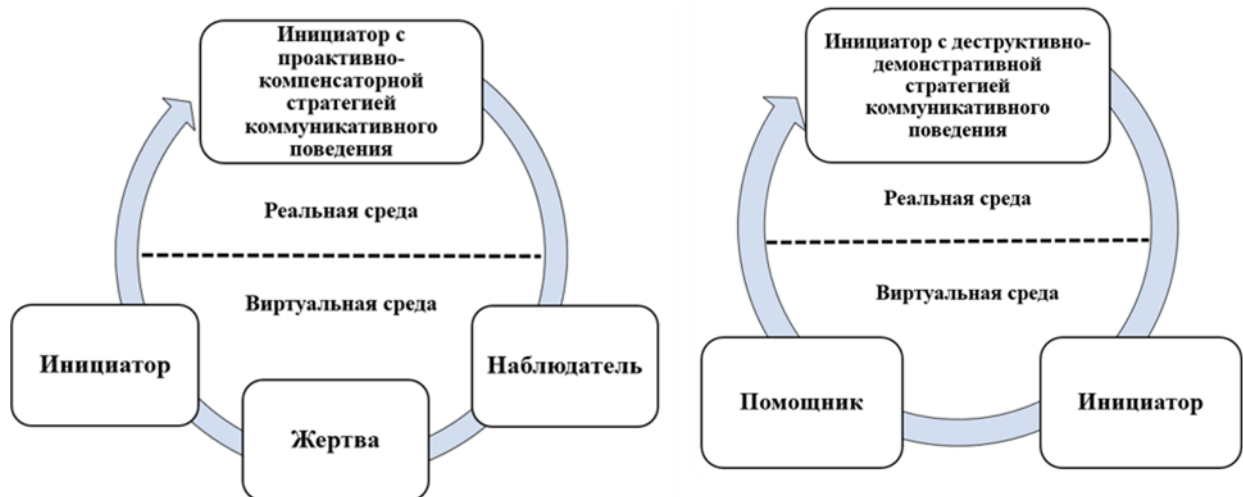 Инициатор с
проактивно-
компенсаторной
стратегией
коммуникативного
поведения
Реальная среда
Виртуальная среда
Инициатор
Наблюдатель
Жертва
Инициатор с деструктивно-
демонстративной
стратегией
коммуникативного
поведения
Реальная среда
Виртуальная среда
Помощник
Инициатор